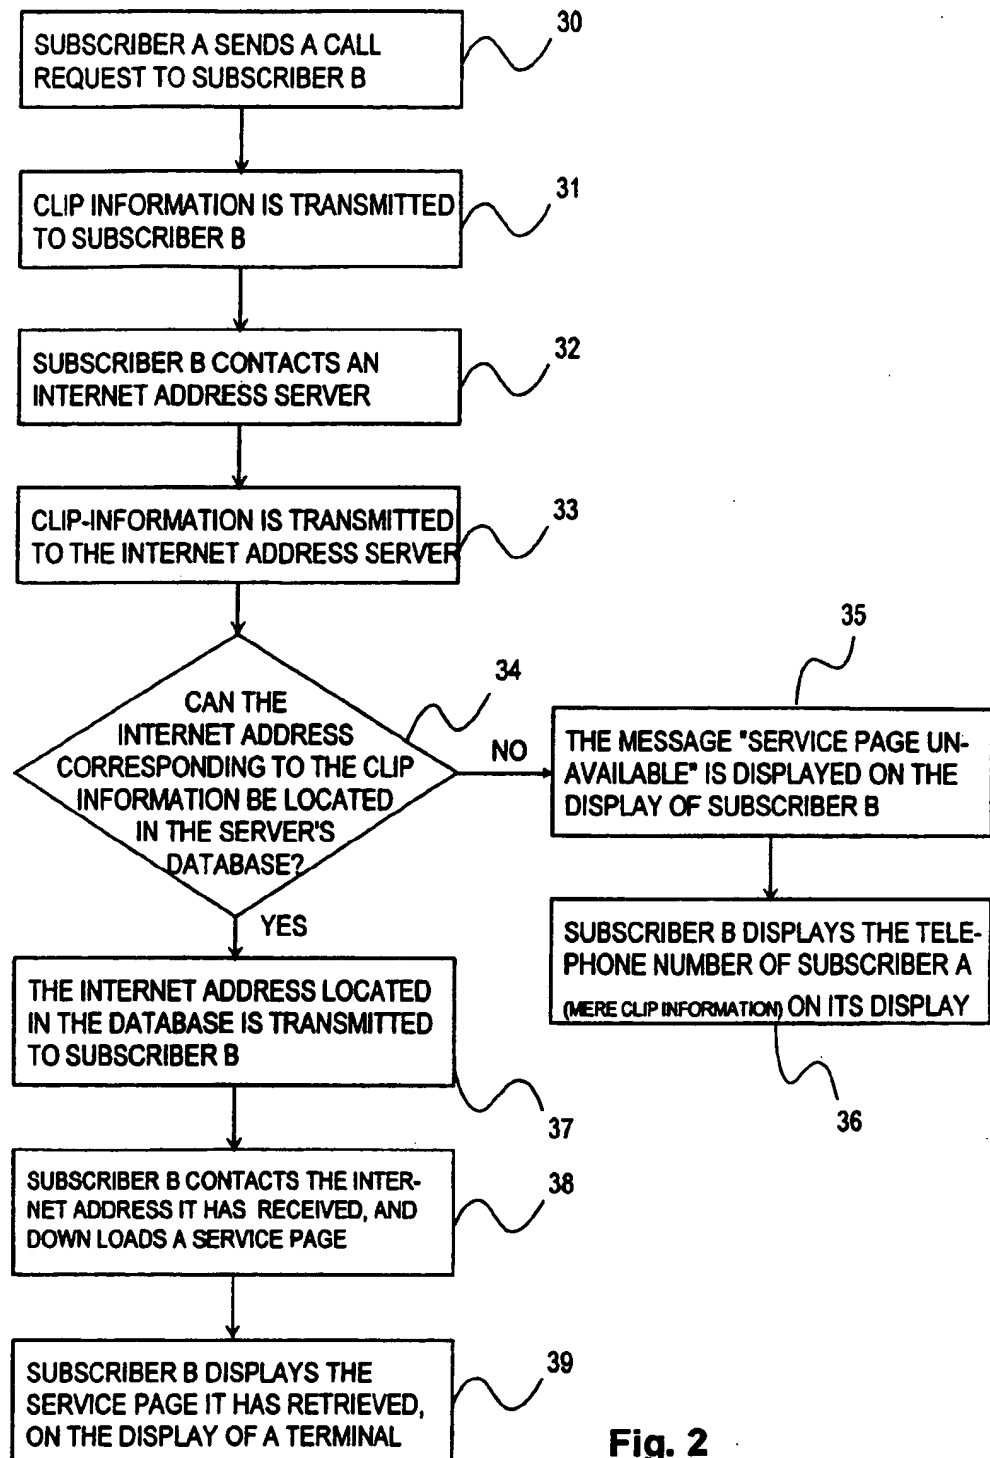 30
SUBSCRIBER A SENDS A CALL
REQUEST TO SUBSCRIBER B
31
CLIP INFORMATION IS TRANSMITTED
TO SUBSCRIBER B
32
SUBSCRIBER B CONTACTS AN
INTERNET ADDRESS SERVER
33
CLIP-INFORMATION IS TRANSMITTED
TO THE INTERNET ADDRESS SERVER
34
CAN THE
INTERNET ADDRESS
CORRESPONDING TO THE CLIP
INFORMATION BE LOCATED
IN THE SERVER'S
DATABASE?
NO
35
THE MESSAGE "SERVICE PAGE UN-
AVAILABLE" IS DISPLAYED ON THE
DISPLAY OF SUBSCRIBER B
SUBSCRIBER B DISPLAYS THE TELE-
PHONE NUMBER OF SUBSCRIBER A
(MERE CLIP INFORMATION) ON ITS DISPLAY
36
YES
THE INTERNET ADDRESS LOCATED
IN THE DATABASE IS TRANSMITTED
TO SUBSCRIBER B
37
SUBSCRIBER B CONTACTS THE INTER-
NET ADDRESS IT HAS RECEIVED, AND
DOWN LOADS A SERVICE PAGE
38
SUBSCRIBER B DISPLAYS THE
SERVICE PAGE IT HAS RETRIEVED,
ON THE DISPLAY OF A TERMINAL
39
Fig. 2